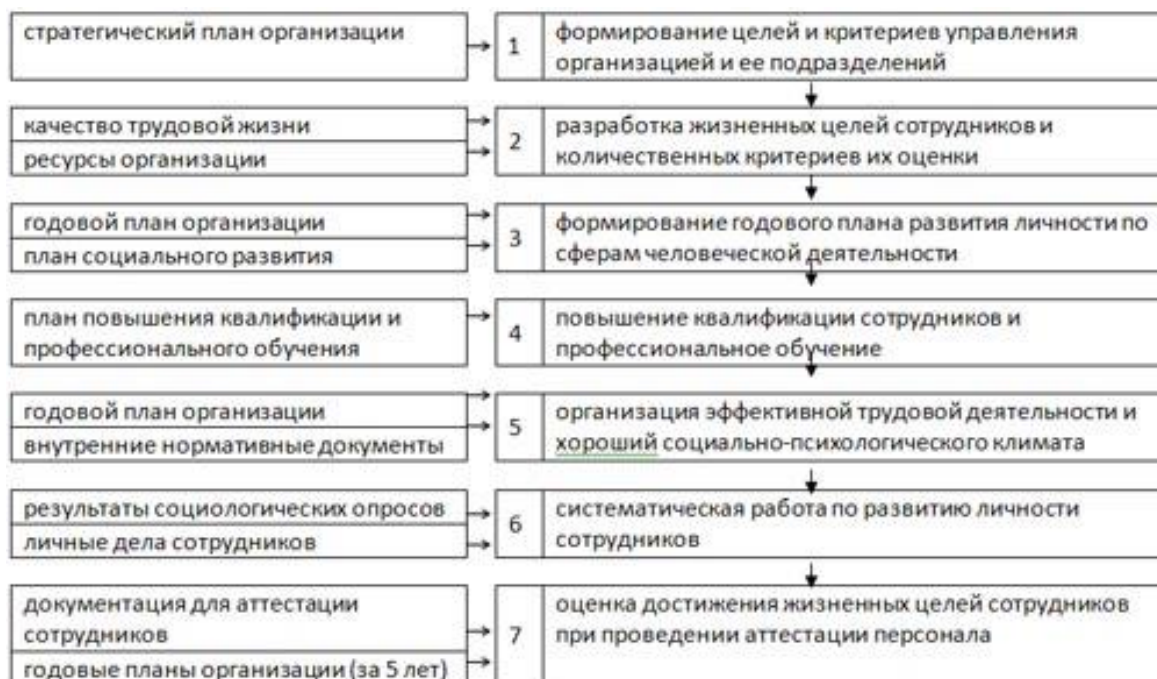 стратегический план организации
1
формирование целей и критериев управления
организацией и ее подразделений
качество трудовой жизни
ресурсы организации
2
разработка жизненных целей сотрудников и
количественных критериев их оценки
годовой план организации
план социального развития
3
формирование годового плана развития личности по
сферам человеческой деятельности
план повышения квалификации и
профессионального обучения
4
повышение квалификации сотрудников и
профессиональное обучение
годовой план организации
внутренние нормативные документы
5
организация эффективной трудовой деятельности и
хороший социально-психологического климата
результаты социологических опросов
личные дела сотрудников
6
систематическая работа по развитию личности
сотрудников
документация для аттестации
сотрудников
годовые планы организации (за 5 лет)
7
оценка достижения жизненных целей сотрудников
при проведении аттестации персонала